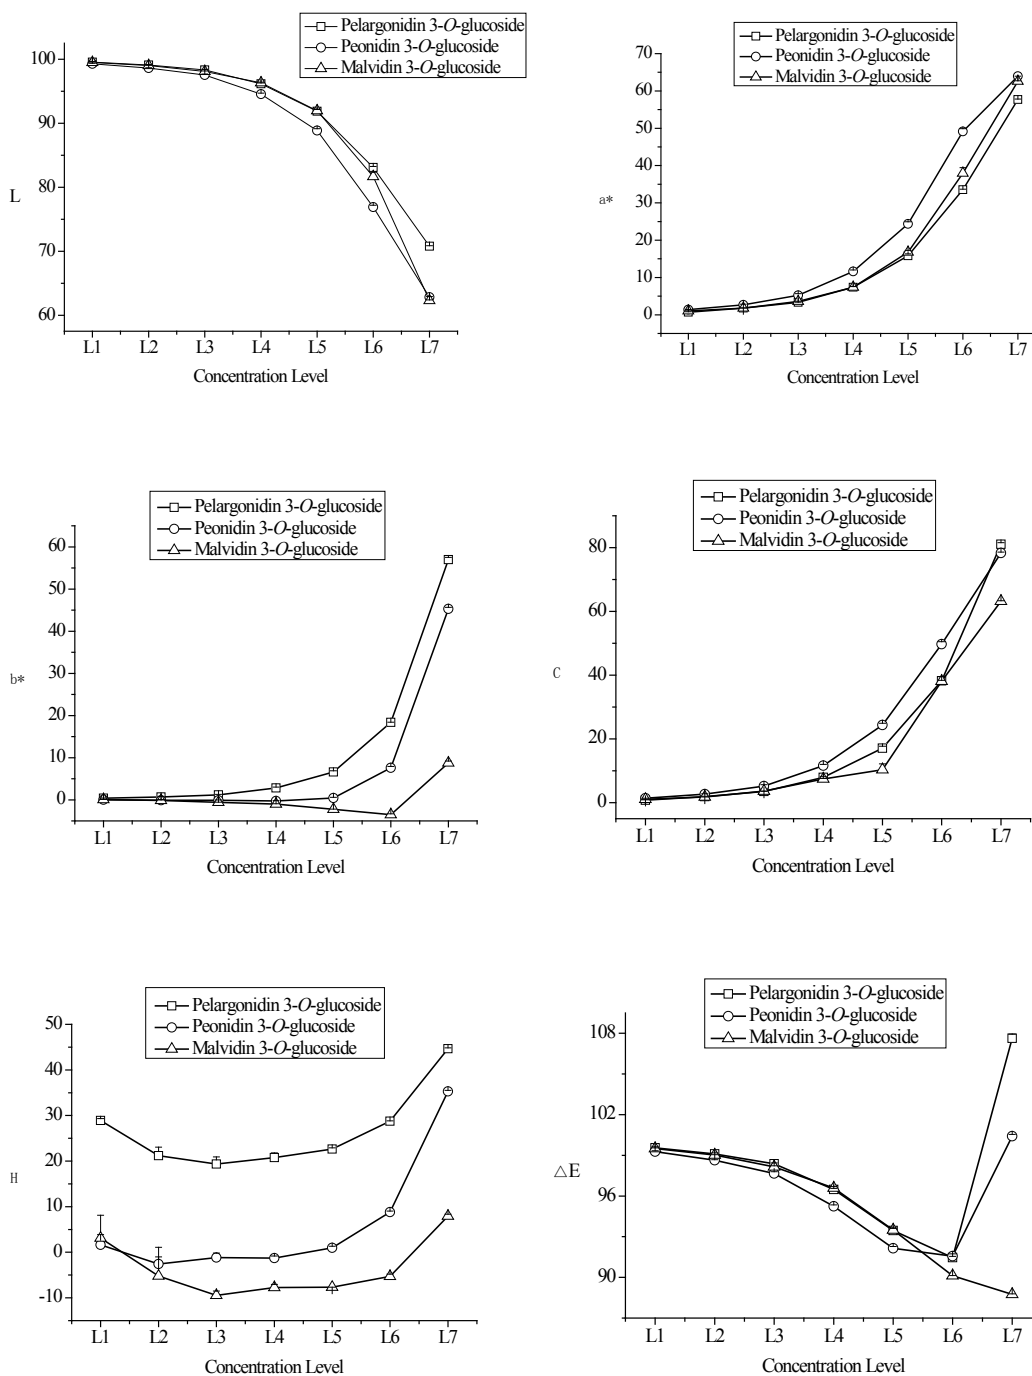 Pelargonidin 3-O-glucoside
Peonidin 3-O-glucoside
Malvidin 3-O-glucoside
100
90
80
70
60
L
L1 L2 L3 L4 L5 L6 L7
Concentration Level
Pelargonidin 3-O-glucoside
Peonidin 3-O-glucoside
Malvidin 3-O-glucoside
70
60
50
40
30
20
10
0
a*
L1 L2 L3 L4 L5 L6 L7
Concentration Level
Pelargonidin 3-O-glucoside
Peonidin 3-O-glucoside
Malvidin 3-O-glucoside
60
50
40
30
20
10
0
b*
L1 L2 L3 L4 L5 L6 L7
Concentration Level
Pelargonidin 3-O-glucoside
Peonidin 3-O-glucoside
Malvidin 3-O-glucoside
80
60
40
20
0
C
L1 L2 L3 L4 L5 L6 L7
Concentration Level
Pelargonidin 3-O-glucoside
Peonidin 3-O-glucoside
Malvidin 3-O-glucoside
50
40
30
20
10
0
-10
H
L1 L2 L3 L4 L5 L6 L7
Concentration Level
Pelargonidin 3-O-glucoside
Peonidin 3-O-glucoside
Malvidin 3-O-glucoside
108
102
96
90
△E
L1 L2 L3 L4 L5 L6 L7
Concentration Level